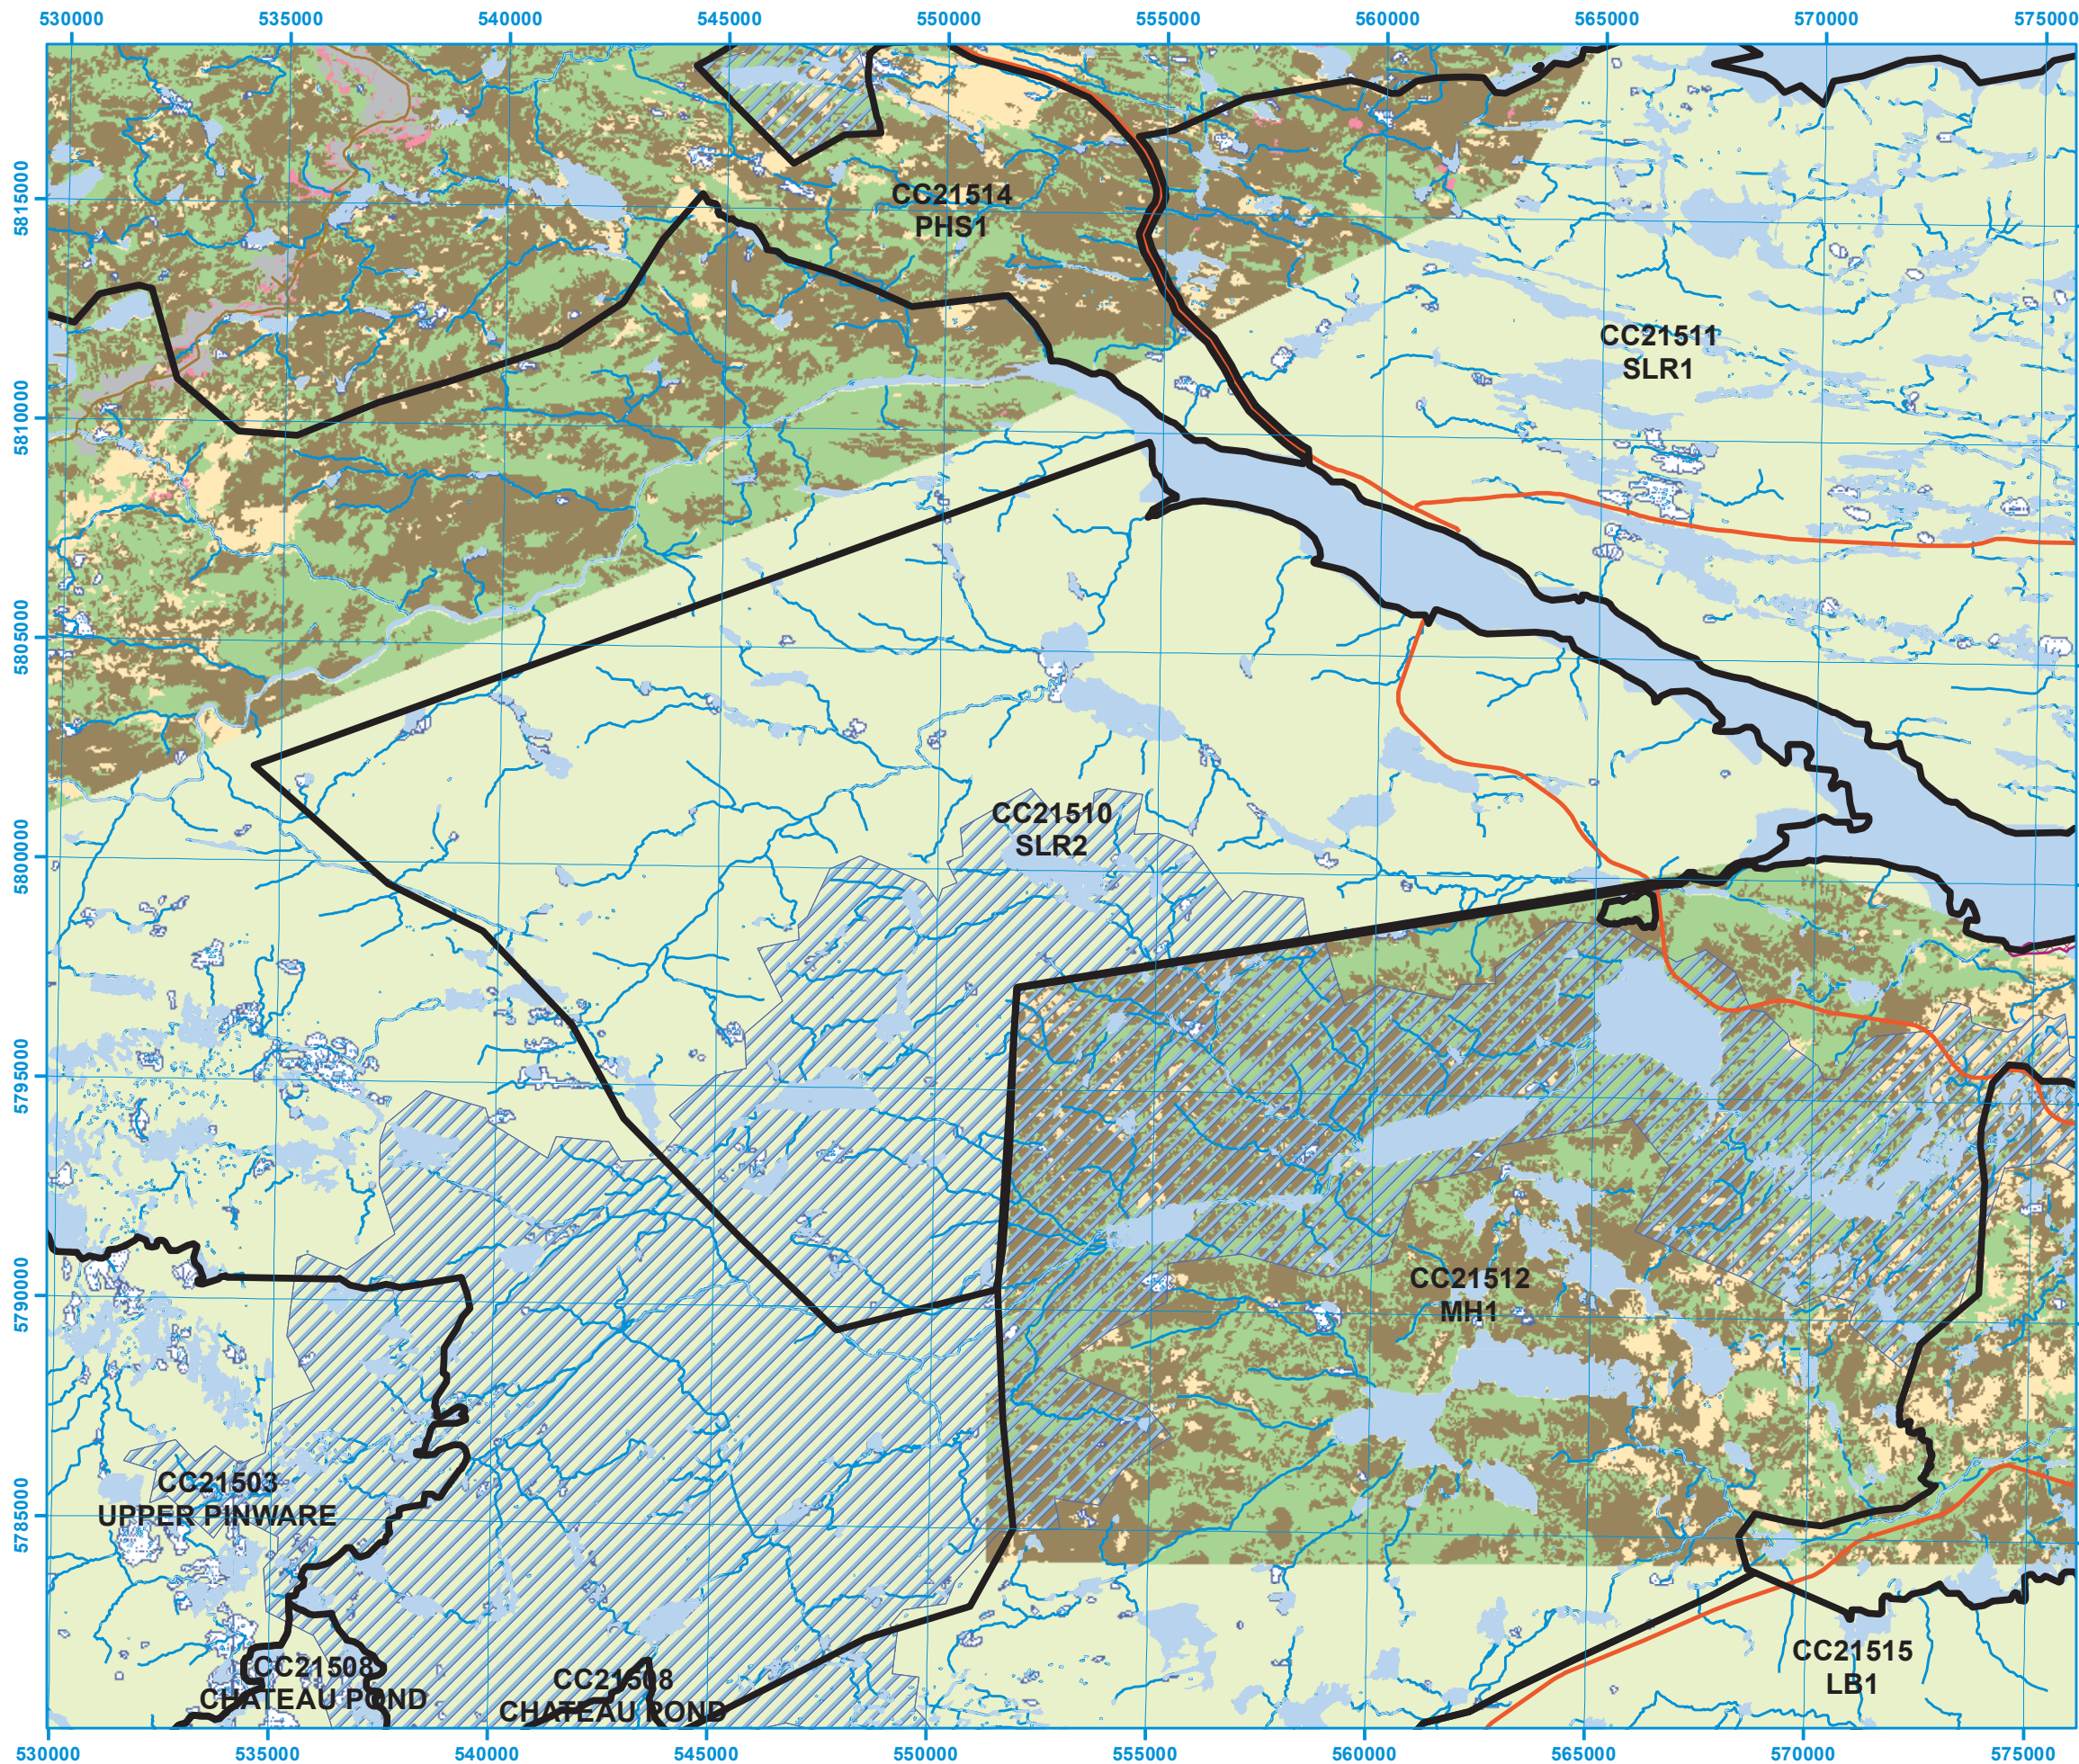 530000 535000 540000 545000 550000 555000 560000 565000 570000 575000
5815000
5810000
5805000
5800000
5795000
5790000
5785000
CC21514
PHS1
CC21511
SLR1
CC21510
SLR2
CC21512
MH1
CC21503
UPPER PINWARE
CC21508
CHATEAU POND
CC21508
CHATEAU POND
CC21515
LB1
530000 535000 540000 545000 550000 555000 560000 565000 570000 575000